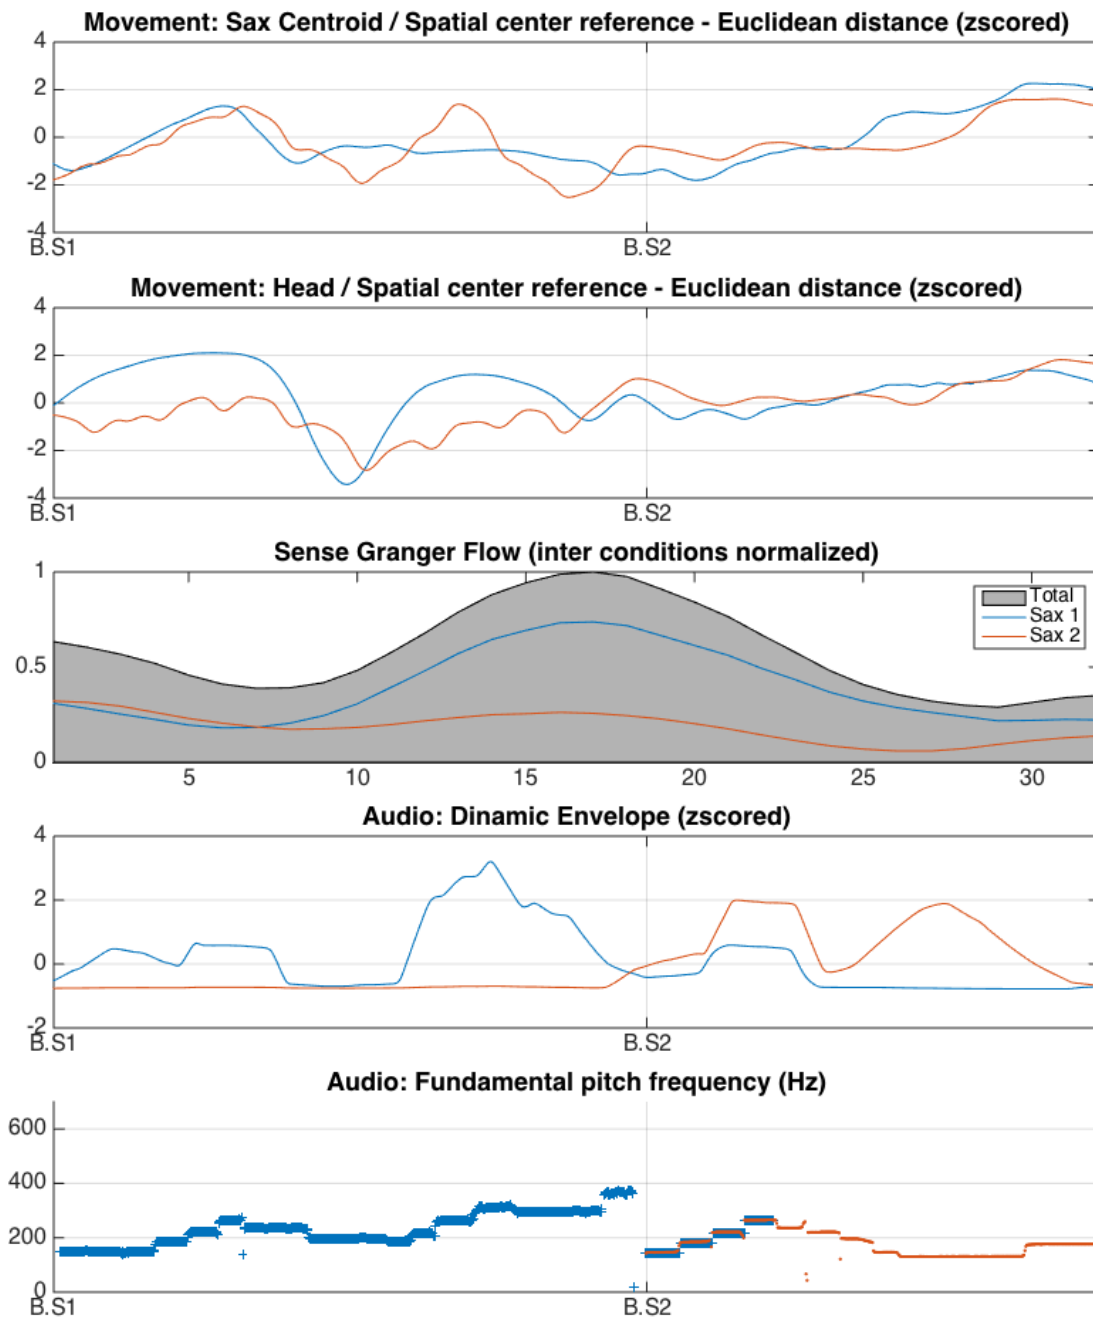 Movement: Sax Centroid / Spatial center reference - Euclidean distance (zscored)
4
2
0
-2
-4
B.S1 B.S2
Movement: Head / Spatial center reference - Euclidean distance (zscored)
4
2
0
-2
-4
B.S1 B.S2
Sense Granger Flow (inter conditions normalized)
1
Total
Sax 1
Sax 2
0.5
0
5 10 15 20 25 30
Audio: Dinamic Envelope (zscored)
4
2
0
-2
B.S1 B.S2
Audio: Fundamental pitch frequency (Hz)
600
400
200
0
B.S1 B.S2